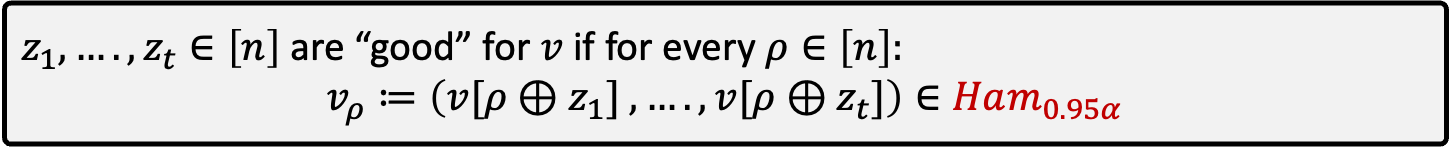 z₁, … . , zₜ ∈ [n] are “good” for v if for every ρ ∈ [n]:
vᵨ ≔ (v[ρ ⊕ z₁] , … . , v[ρ ⊕ zₜ]) ∈ Ham₀.₉₅α